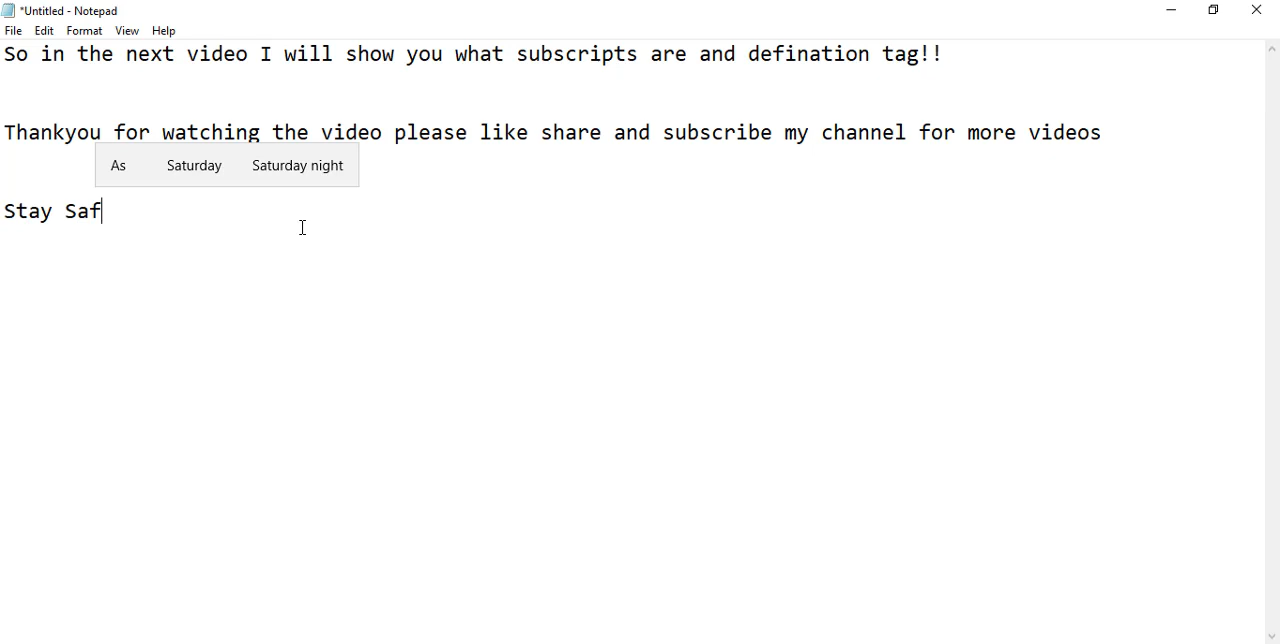 *Untitled - Notepad
File Edit Format View Help
So in the next video I will show you what subscripts are and defination tag!!
Thankyou for watching the video please like share and subscribe my channel for more videos
As Saturday Saturday night
Stay Saf